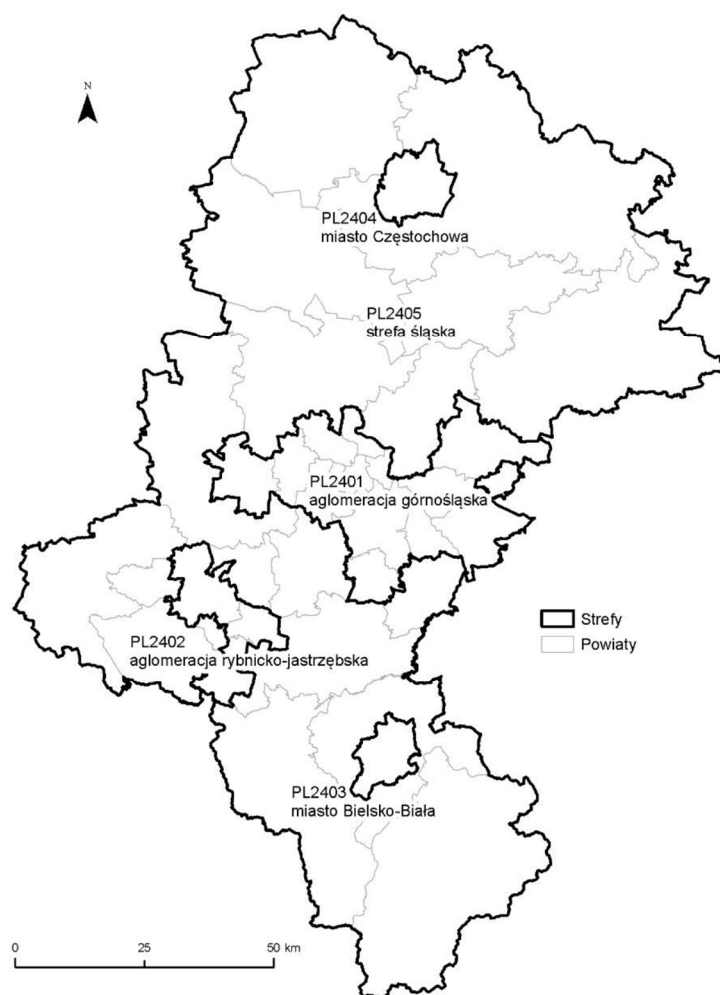 N
PL2404
miasto Częstochowa
PL2405
strefa śląska
PL2401
aglomeracja górnośląska
Strefy
Powiaty
PL2402
aglomeracja rybnicko-jastrzębska
PL2403
miasto Bielsko-Biała
0 25 50 km